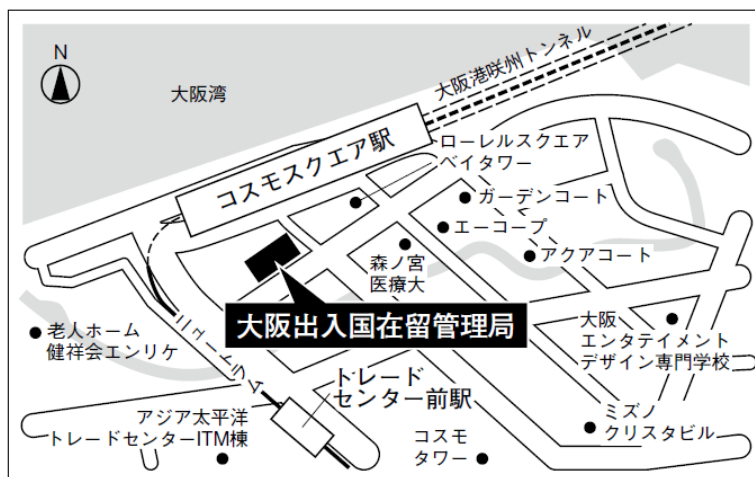 N
大阪湾
大阪港咲州トンネル
コスモスクエア駅
ローレルスクエア
ベイタワー
ガーデンコート
エーコープ
アクアコート
森ノ宮
医療大
大阪出入国在留管理局
老人ホーム
健祥会エンリケ
ニュートラム
大阪
エンタテイメント
デザイン専門学校
トレード
センター前駅
アジア太平洋
トレードセンターITM棟
コスモ
タワー
ミズノ
クリスタビル